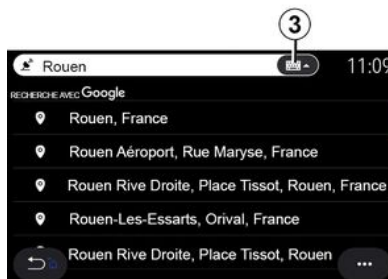 3
Rouen 11:09
RECHERCHE AVEC Google
Rouen, France
Rouen Aéroport, Rue Maryse, France
Rouen Rive Droite, Place Tissot, Rouen, France
Rouen-Les-Essarts, Orival, France
Rouen Rive Droite, Place Tissot, Rouen